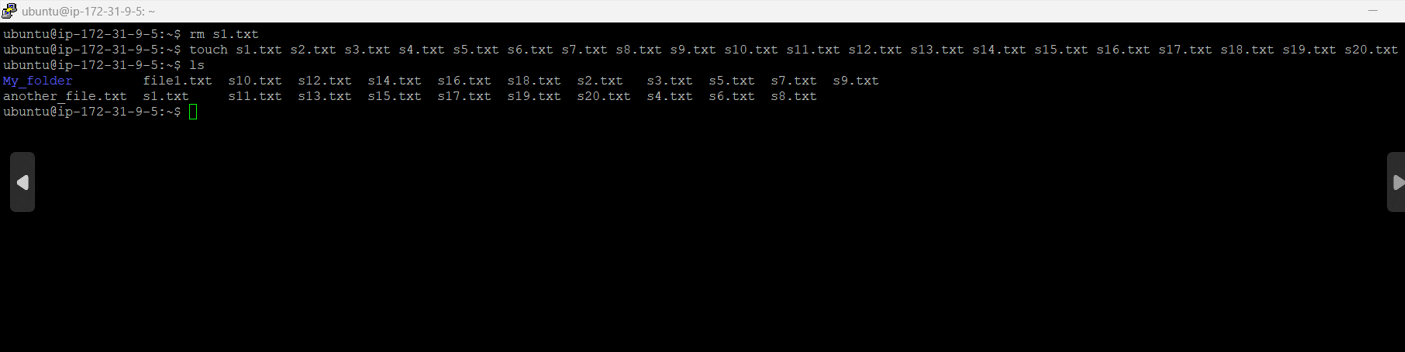 ubuntu@ip-172-31-9-5: ~
ubuntu@ip-172-31-9-5:~$ rm s1.txt
ubuntu@ip-172-31-9-5:~$ touch s1.txt s2.txt s3.txt s4.txt s5.txt s6.txt s7.txt s8.txt s9.txt s10.txt s11.txt s12.txt s13.txt s14.txt s15.txt s16.txt s17.txt s18.txt s19.txt s20.txt
ubuntu@ip-172-31-9-5:~$ ls
My_folder         file1.txt  s10.txt  s12.txt  s14.txt  s16.txt  s18.txt  s2.txt   s3.txt  s5.txt  s7.txt  s9.txt
another_file.txt  s1.txt     s11.txt  s13.txt  s15.txt  s17.txt  s19.txt  s20.txt  s4.txt  s6.txt  s8.txt
ubuntu@ip-172-31-9-5:~$